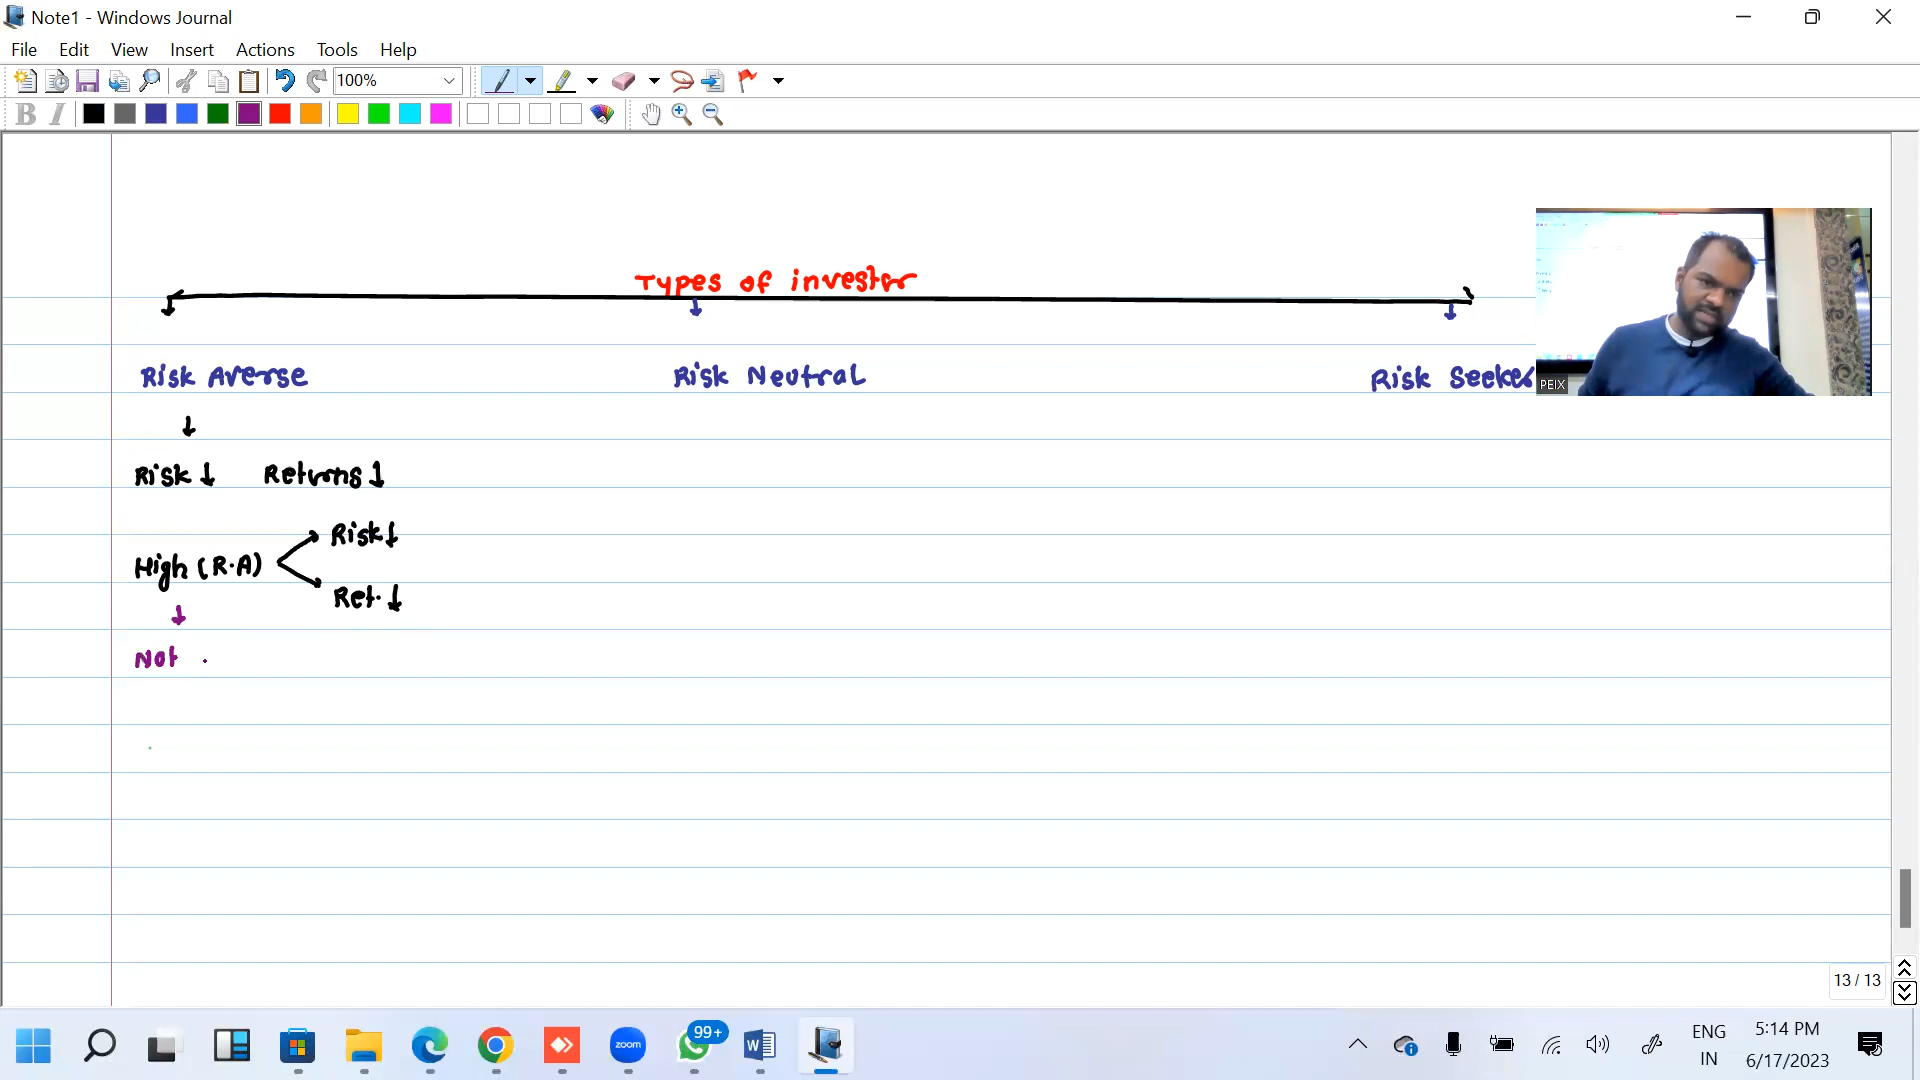 Note1 - Windows Journal
File Edit View Insert Actions Tools Help
100%
B I
Types of investor
Risk Averse Risk Neutral Risk Seeker
PEIX
Risk ↓ Returns ↓
High (R.A) Risk ↓
Ret. ↓
Not
13 / 13
99+
zoom
ENG
IN
5:14 PM
6/17/2023